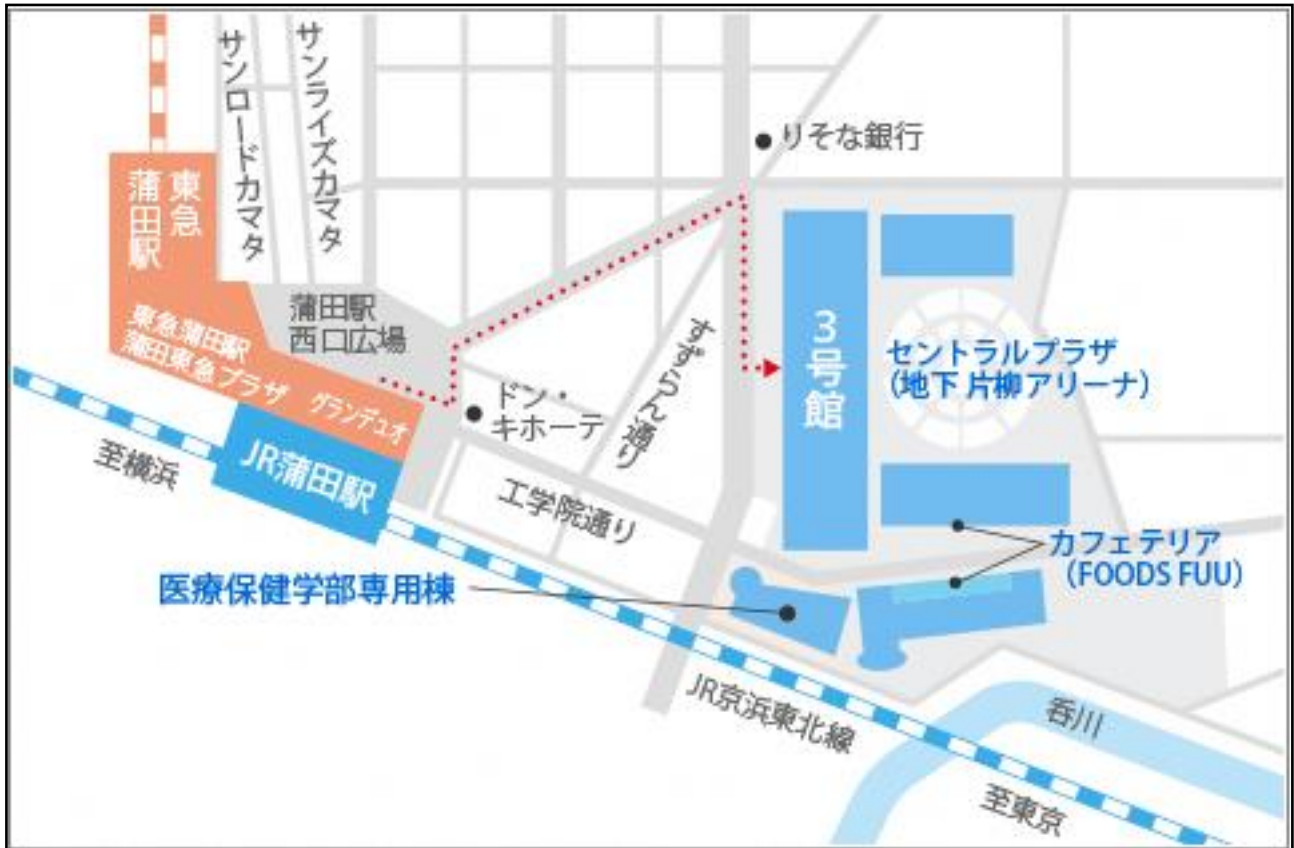 サンロードカマタ
サンライズカマタ
りそな銀行
東急
蒲田駅
蒲田駅
西口広場
東急蒲田駅
蒲田東急プラザ
グランデュオ
ドン・
キホーテ
すずらん通り
3号館
セントラルプラザ
(地下 片柳アリーナ)
至横浜
JR蒲田駅
工学院通り
カフェテリア
(FOODS FUU)
医療保健学部専用棟
JR京浜東北線
呑川
至東京